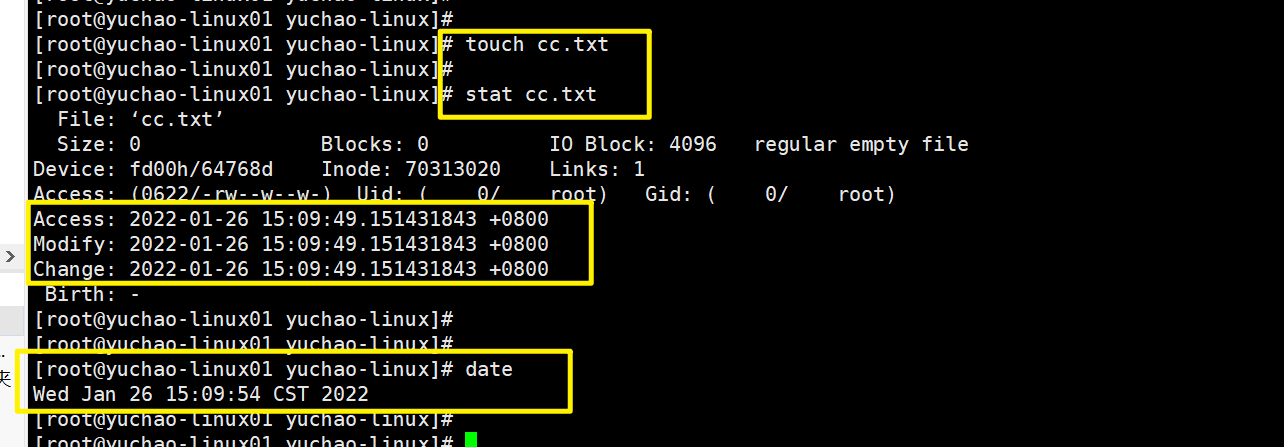 [root@yuchao-linux01 yuchao-linux]#
[root@yuchao-linux01 yuchao-linux]# touch cc.txt
[root@yuchao-linux01 yuchao-linux]#
[root@yuchao-linux01 yuchao-linux]# stat cc.txt
  File: ‘cc.txt’
  Size: 0               Blocks: 0          IO Block: 4096   regular empty file
Device: fd00h/64768d    Inode: 70313020    Links: 1
Access: (0622/-rw--w--w-)  Uid: (    0/    root)   Gid: (    0/    root)
Access: 2022-01-26 15:09:49.151431843 +0800
Modify: 2022-01-26 15:09:49.151431843 +0800
Change: 2022-01-26 15:09:49.151431843 +0800
 Birth: -
[root@yuchao-linux01 yuchao-linux]#
[root@yuchao-linux01 yuchao-linux]#
[root@yuchao-linux01 yuchao-linux]# date
Wed Jan 26 15:09:54 CST 2022
[root@yuchao-linux01 yuchao-linux]#
[root@yuchao-linux01 yuchao-linux]#